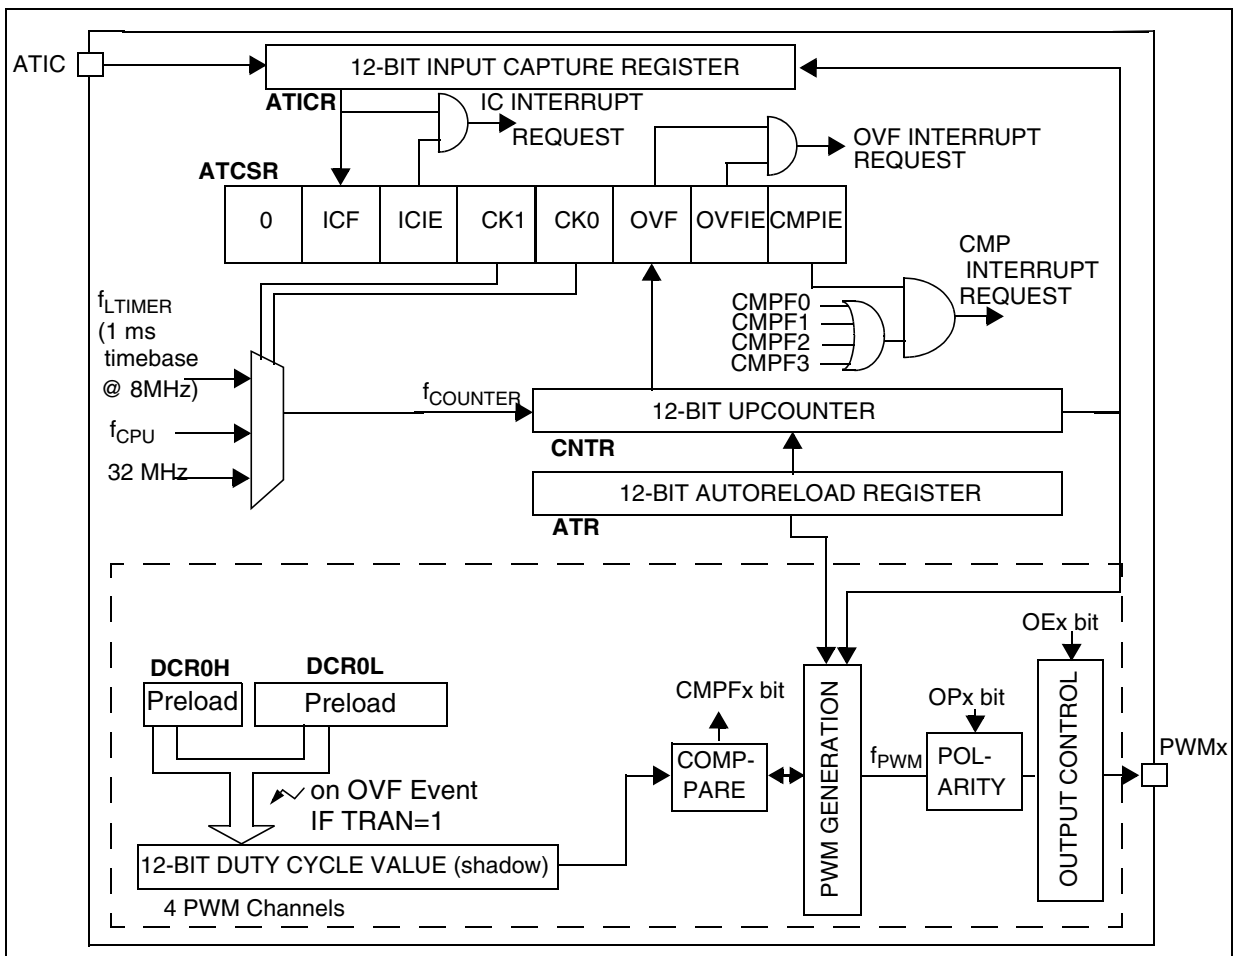 ATIC
12-BIT INPUT CAPTURE REGISTER
ATICR
IC INTERRUPT
REQUEST
OVF INTERRUPT
REQUEST
ATCSR
0 ICF ICIE CK1 CK0 OVF OVFIE CMPIE
CMP
INTERRUPT
REQUEST
fLTIMER
(1 ms
timebase
@ 8MHz)
CMPF0
CMPF1
CMPF2
CMPF3
fCOUNTER
12-BIT UPCOUNTER
fCPU
CNTR
32 MHz
12-BIT AUTORELOAD REGISTER
ATR
OEx bit
DCR0H
DCR0L
Preload
Preload
CMPFx bit
OPx bit
PWM GENERATION
OUTPUT CONTROL
PWMx
COMP-
PARE
fPWM
POL-
ARITY
on OVF Event
IF TRAN=1
12-BIT DUTY CYCLE VALUE (shadow)
4 PWM Channels